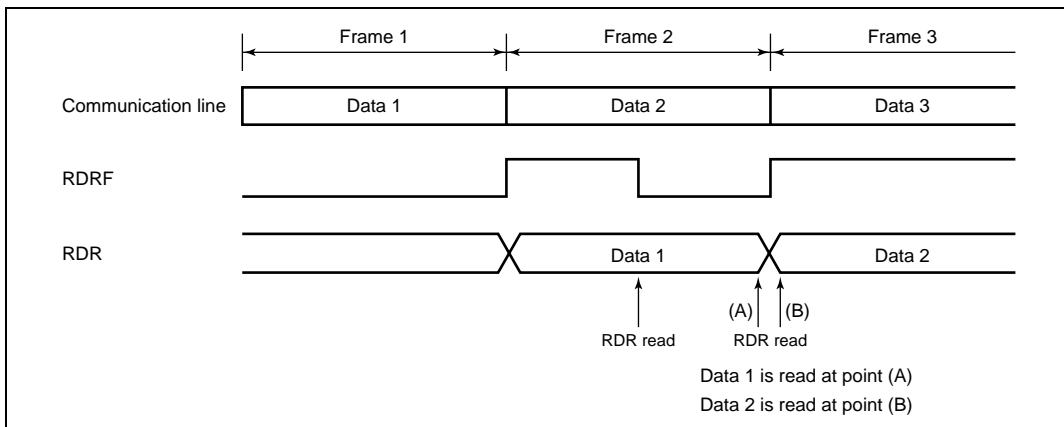 Frame 1 Frame 2 Frame 3
Communication line Data 1 Data 2 Data 3
RDRF
RDR Data 1 Data 2
(A) (B)
RDR read RDR read
Data 1 is read at point (A)
Data 2 is read at point (B)